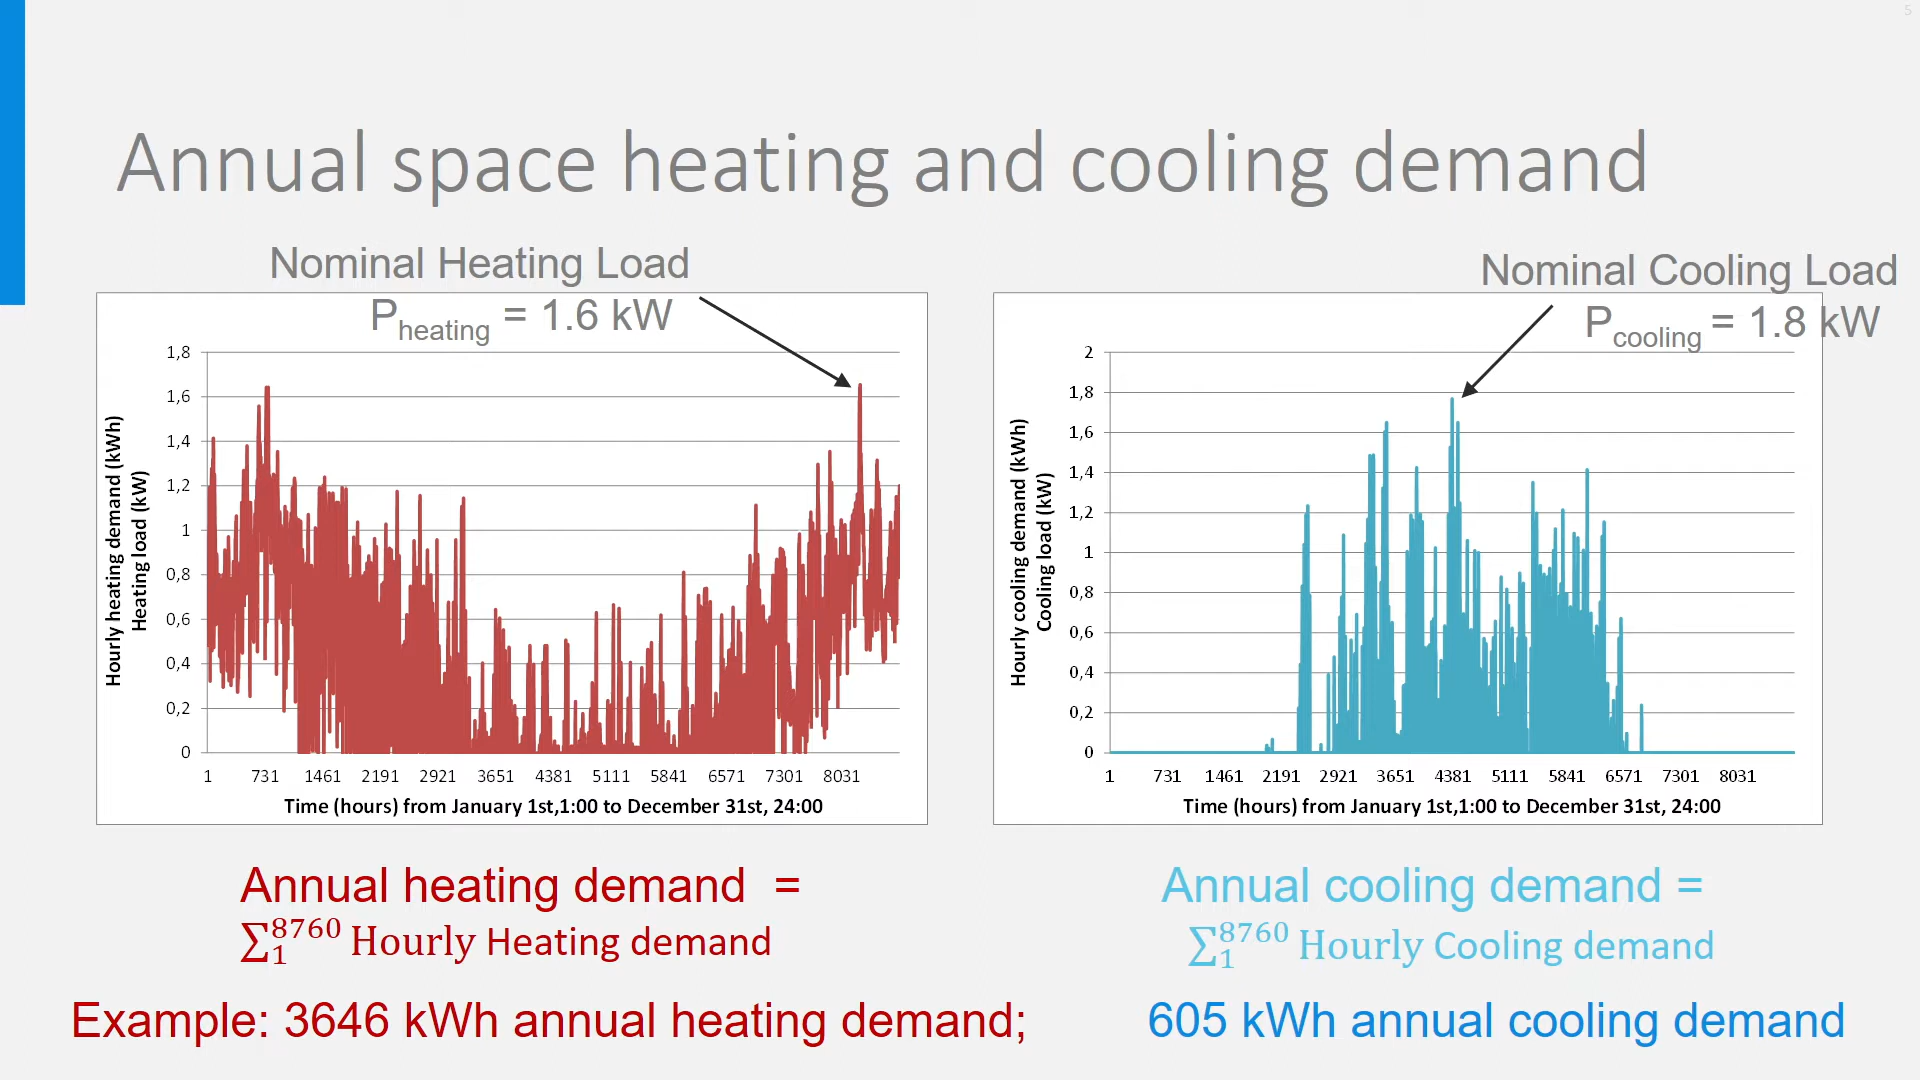 5
Annual space heating and cooling demand
Nominal Heating Load
P_heating = 1.6 kW
Nominal Cooling Load
P_cooling = 1.8 kW
Hourly heating demand (kWh)
Heating load (kW)
1,8
1,6
1,4
1,2
1
0,8
0,6
0,4
0,2
0
1 731 1461 2191 2921 3651 4381 5111 5841 6571 7301 8031
Time (hours) from January 1st,1:00 to December 31st, 24:00
Hourly cooling demand (kWh)
Cooling load (kW)
2
1,8
1,6
1,4
1,2
1
0,8
0,6
0,4
0,2
0
1 731 1461 2191 2921 3651 4381 5111 5841 6571 7301 8031
Time (hours) from January 1st,1:00 to December 31st, 24:00
Annual heating demand =
∑_1^8760 Hourly Heating demand
Annual cooling demand =
∑_1^8760 Hourly Cooling demand
Example: 3646 kWh annual heating demand;
605 kWh annual cooling demand